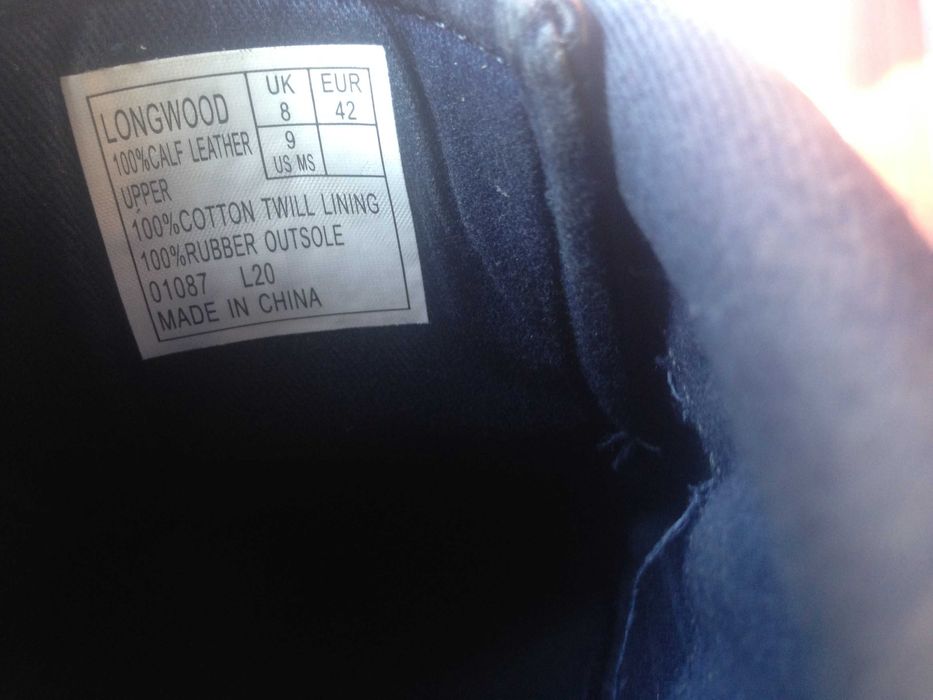 LONGWOOD
UK EUR
8 42
9
US MS
100%CALF LEATHER
UPPER
100%COTTON TWILL LINING
100%RUBBER OUTSOLE
01087 L20
MADE IN CHINA